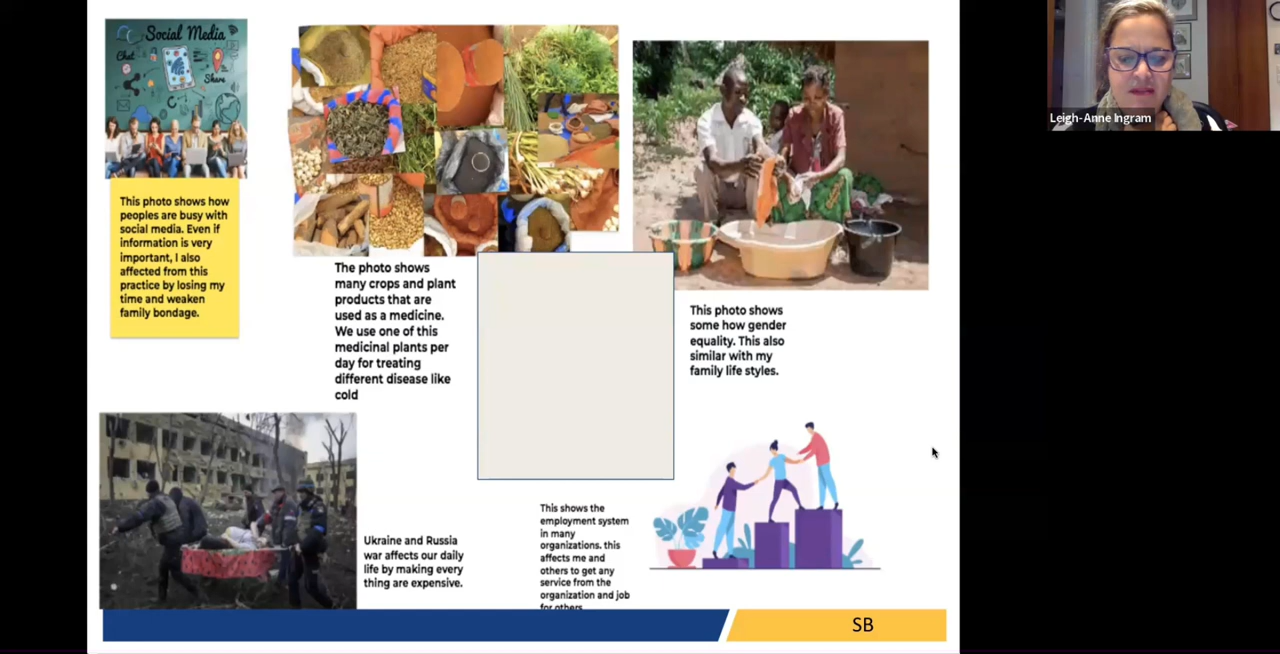 Social Media
Chat
Share
This photo shows how
peoples are busy with
social media. Even if
information is very
important, I also
affected from this
practice by losing my
time and weaken
family bondage.
The photo shows
many crops and plant
products that are
used as a medicine.
We use one of this
medicinal plants per
day for treating
different disease like
cold
This photo shows
some how gender
equality. This also
similar with my
family life styles.
Ukraine and Russia
war affects our daily
life by making every
thing are expensive.
This shows the
employment system
in many
organizations. this
affects me and
others to get any
service from the
organization and job
for others
SB
Leigh-Anne Ingram